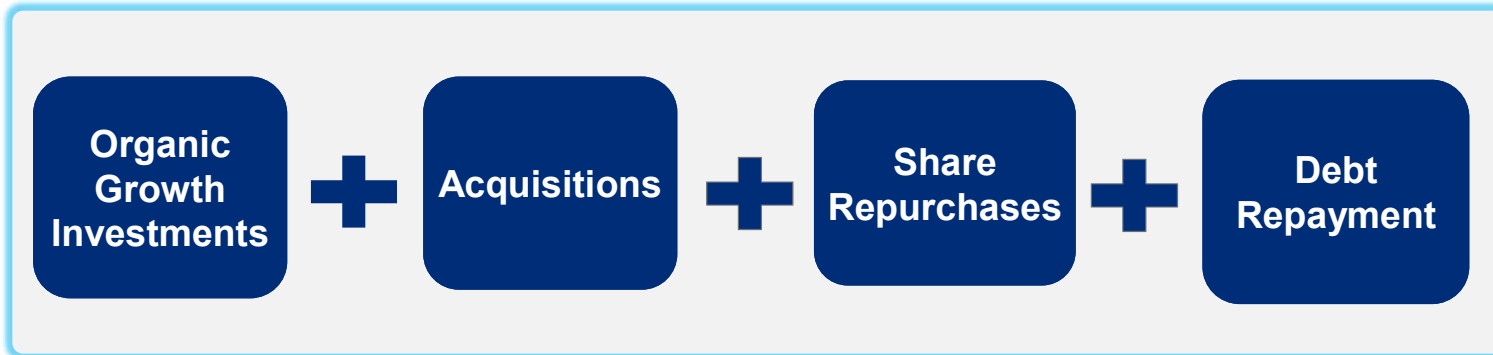 Organic
Growth
Investments
Acquisitions
Share
Repurchases
Debt
Repayment